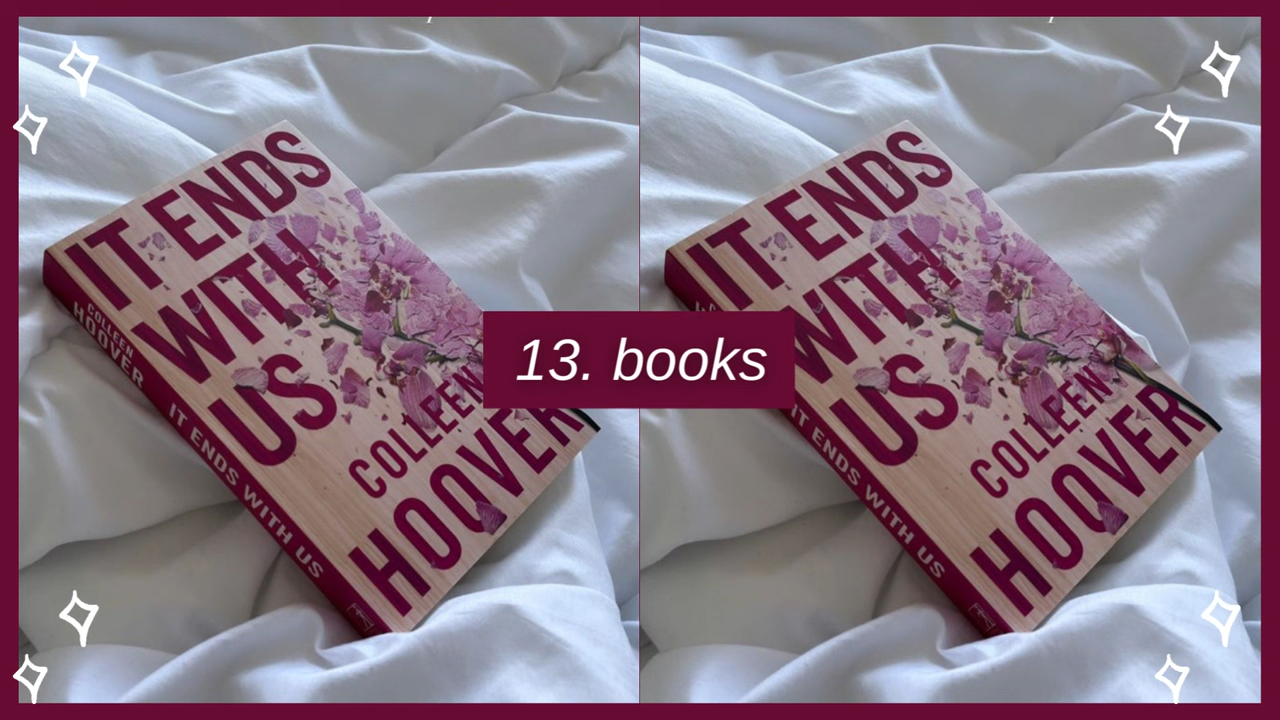 IT ENDS
WITH
US
COLLEEN
HOOVER
COLLEEN
HOOVER
IT ENDS WITH US
13. books
IT ENDS
WITH
US
COLLEEN
HOOVER
IT ENDS WITH US